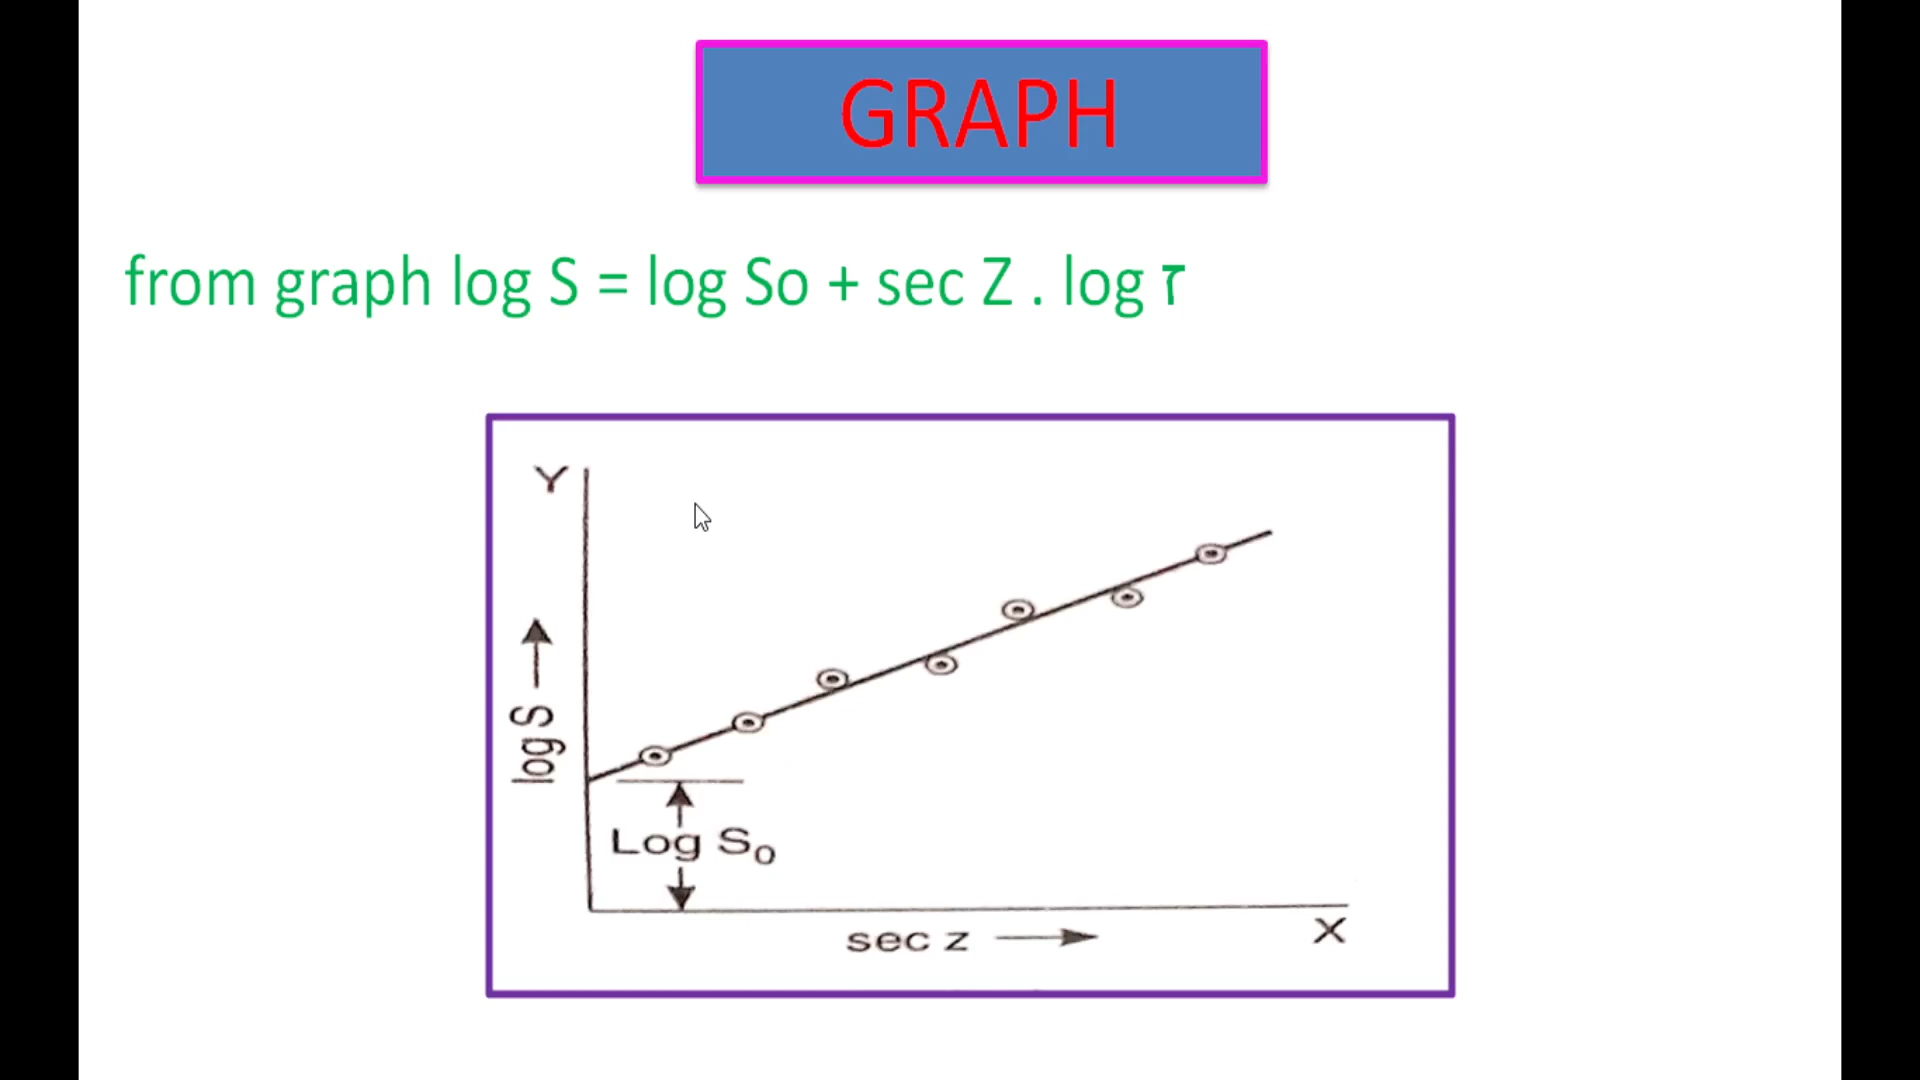 GRAPH
from graph log S = log So + sec Z . log т
Y
log S
Log S₀
sec z
X